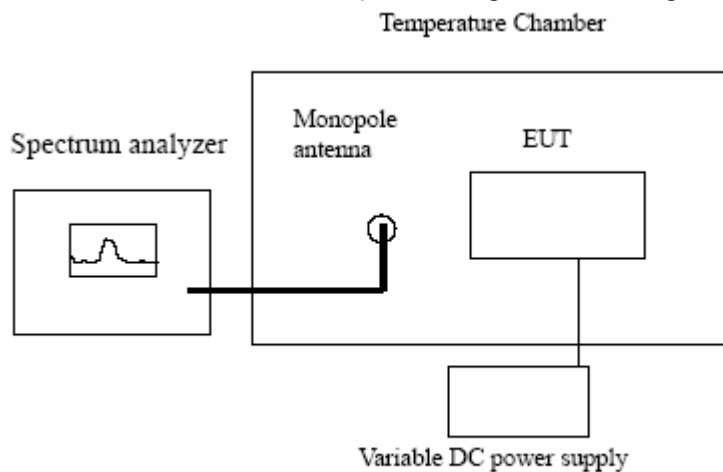 Temperature Chamber
Monopole
antenna
EUT
Spectrum analyzer
Variable DC power supply